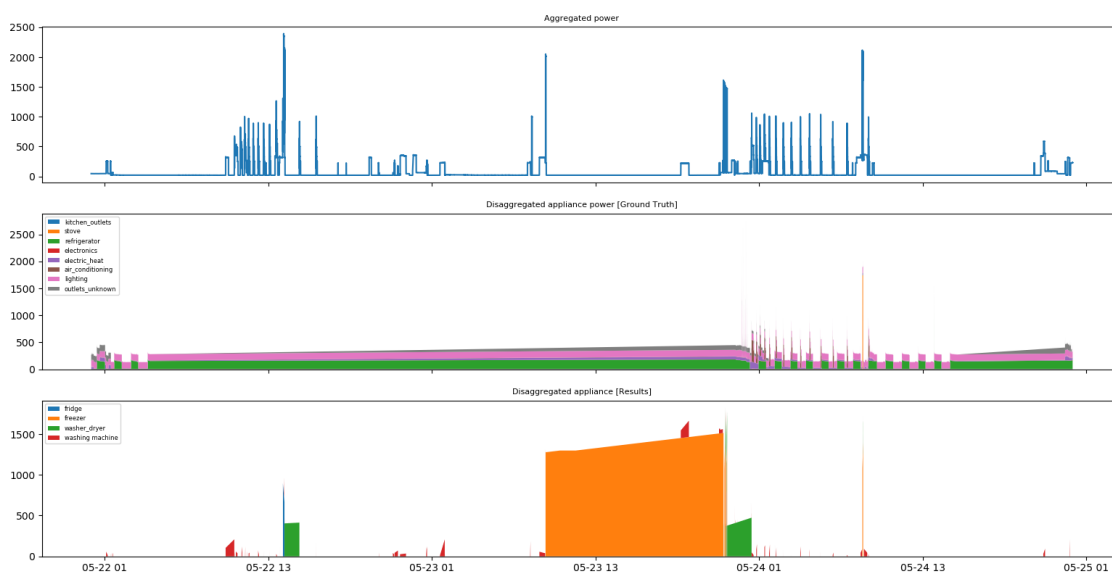 Aggregated power
2500
2000
1500
1000
500
0
Disaggregated appliance power [Ground Truth]
kitchen_outlets
stove
refrigerator
electronics
electric_heat
air_conditioning
lighting
outlets_unknown
2500
2000
1500
1000
500
0
Disaggregated appliance [Results]
fridge
freezer
washer_dryer
washing machine
1500
1000
500
0
05-22 01 05-22 13 05-23 01 05-23 13 05-24 01 05-24 13 05-25 01